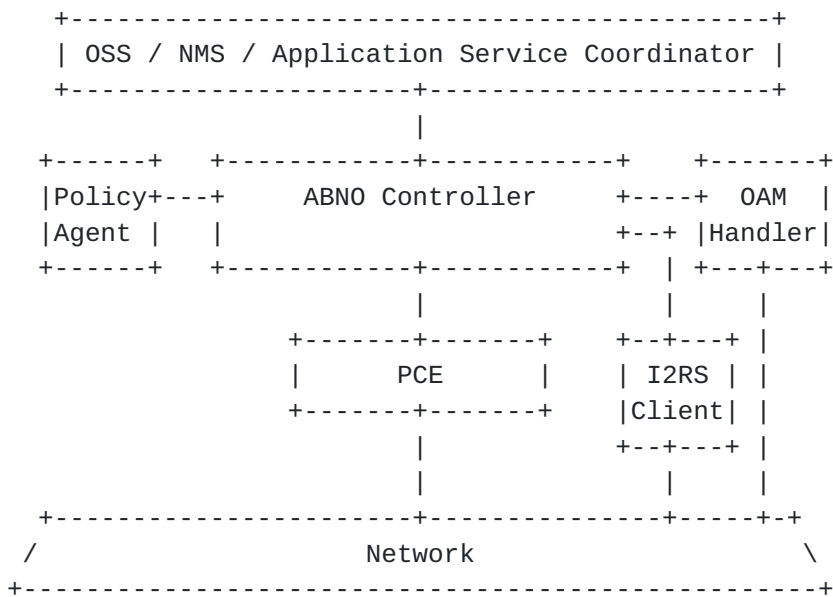 OSS / NMS / Application Service Coordinator
Policy ABNO Controller OAM
Agent Handler
PCE I2RS
Client
Network